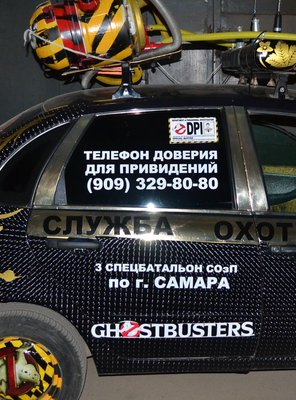 DPI
ТЕЛЕФОН ДОВЕРИЯ
ДЛЯ ПРИВИДЕНИЙ
(909) 329-80-80
СЛУЖБА ОХОТ
3 СПЕЦБАТАЛЬОН СОэП
по г. САМАРА
GHOSTBUSTERS